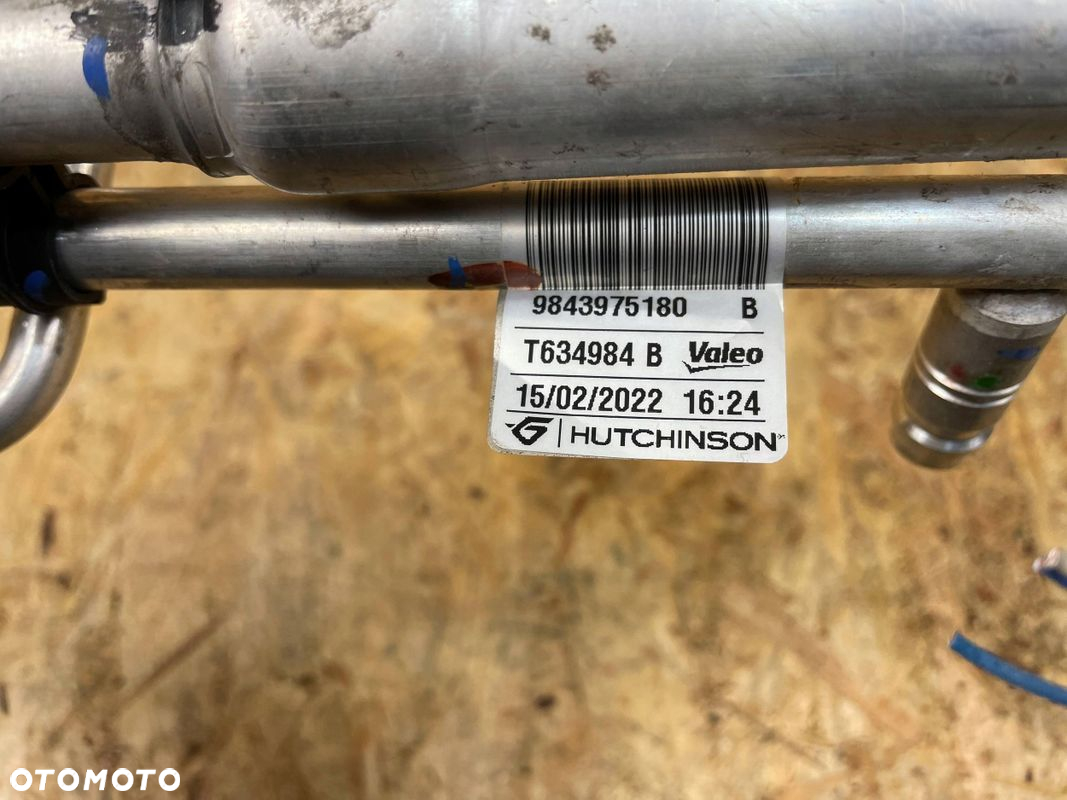 9843975180 B
T634984 B Valeo
15/02/2022 16:24
HUTCHINSON
OTOMOTO